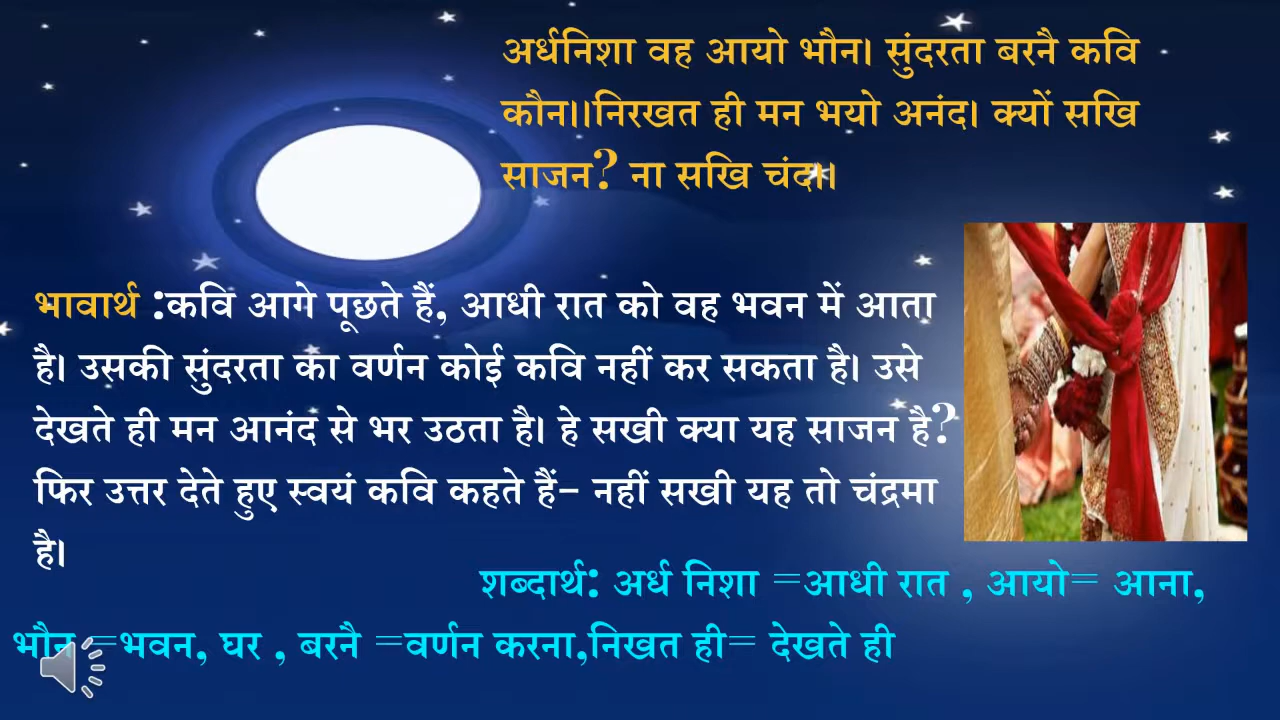 अर्धनिशा वह आयो भौन। सुंदरता बरनै कवि
कौन।।निरखत ही मन भयो अनंद। क्यों सखि
साजन? ना सखि चंद।।
भावार्थ :कवि आगे पूछते हैं, आधी रात को वह भवन में आता
है। उसकी सुंदरता का वर्णन कोई कवि नहीं कर सकता है। उसे
देखते ही मन आनंद से भर उठता है। हे सखी क्या यह साजन है?
फिर उत्तर देते हुए स्वयं कवि कहते हैं- नहीं सखी यह तो चंद्रमा
है।
शब्दार्थ: अर्ध निशा =आधी रात , आयो= आना,
भौन =भवन, घर , बरनै =वर्णन करना,निखत ही= देखते ही